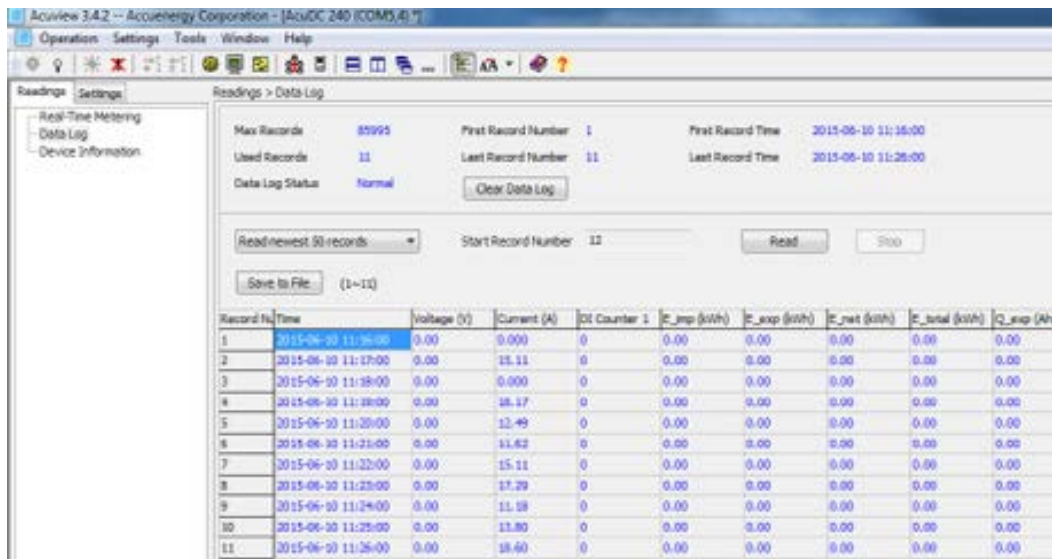 Acuview 3.4.2 -- Accuenergy Corporation - [AcuDC 240 (COM5,4) *]
Operation Settings Tools Window Help
Readings Settings
Real-Time Metering
Data Log
Device Information
Readings > Data Log
Max Records 85995 First Record Number 1 First Record Time 2015-06-10 11:16:00
Used Records 11 Last Record Number 11 Last Record Time 2015-06-10 11:26:00
Data Log Status Normal Clear Data Log
Read newest 50 records Start Record Number 12 Read Stop
Save to File (1~11)
Record Nu Time Voltage (V) Current (A) DI Counter 1 E_imp (kWh) E_exp (kWh) E_net (kWh) E_total (kWh) Q_exp (Ah
1 2015-06-10 11:16:00 0.00 0.000 0 0.00 0.00 0.00 0.00 0.00
2 2015-06-10 11:17:00 0.00 15.11 0 0.00 0.00 0.00 0.00 0.00
3 2015-06-10 11:18:00 0.00 0.000 0 0.00 0.00 0.00 0.00 0.00
4 2015-06-10 11:19:00 0.00 18.17 0 0.00 0.00 0.00 0.00 0.00
5 2015-06-10 11:20:00 0.00 12.49 0 0.00 0.00 0.00 0.00 0.00
6 2015-06-10 11:21:00 0.00 11.62 0 0.00 0.00 0.00 0.00 0.00
7 2015-06-10 11:22:00 0.00 15.11 0 0.00 0.00 0.00 0.00 0.00
8 2015-06-10 11:23:00 0.00 17.29 0 0.00 0.00 0.00 0.00 0.00
9 2015-06-10 11:24:00 0.00 11.18 0 0.00 0.00 0.00 0.00 0.00
10 2015-06-10 11:25:00 0.00 13.80 0 0.00 0.00 0.00 0.00 0.00
11 2015-06-10 11:26:00 0.00 18.60 0 0.00 0.00 0.00 0.00 0.00